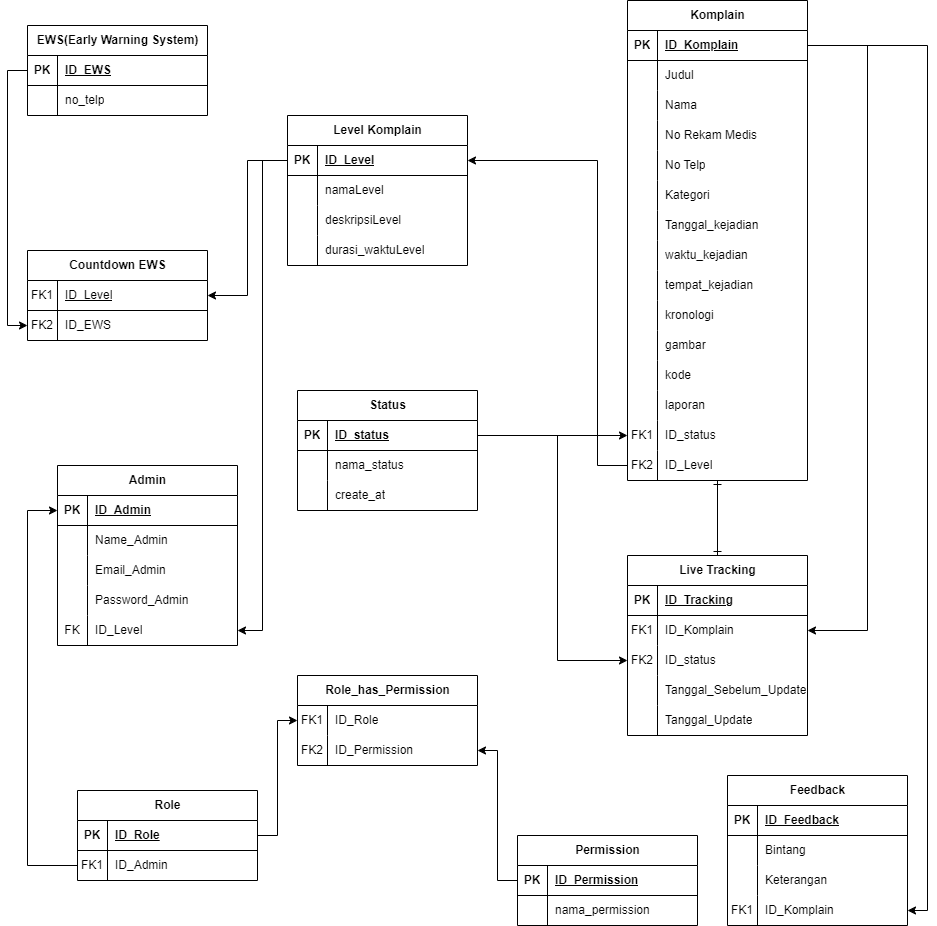 EWS(Early Warning System)
PK ID_EWS
no_telp
Komplain
PK ID_Komplain
Judul
Nama
No Rekam Medis
No Telp
Kategori
Tanggal_kejadian
waktu_kejadian
tempat_kejadian
kronologi
gambar
kode
laporan
FK1 ID_status
FK2 ID_Level
Level Komplain
PK ID_Level
namaLevel
deskripsiLevel
durasi_waktuLevel
Countdown EWS
FK1 ID_Level
FK2 ID_EWS
Status
PK ID_status
nama_status
create_at
Admin
PK ID_Admin
Name_Admin
Email_Admin
Password_Admin
FK ID_Level
Live Tracking
PK ID_Tracking
FK1 ID_Komplain
FK2 ID_status
Tanggal_Sebelum_Update
Tanggal_Update
Role_has_Permission
FK1 ID_Role
FK2 ID_Permission
Role
PK ID_Role
FK1 ID_Admin
Permission
PK ID_Permission
nama_permission
Feedback
PK ID_Feedback
Bintang
Keterangan
FK1 ID_Komplain